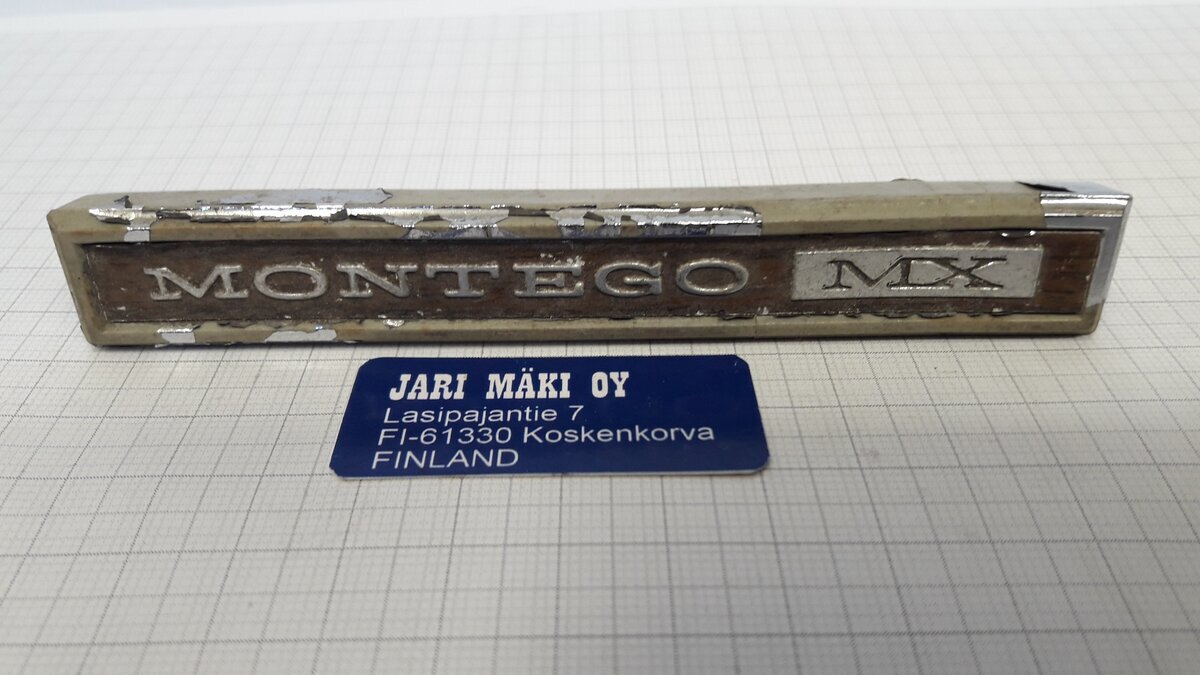 MONTEGO MX
JARI MÄKI OY
Lasipajantie 7
FI-61330 Koskenkorva
FINLAND